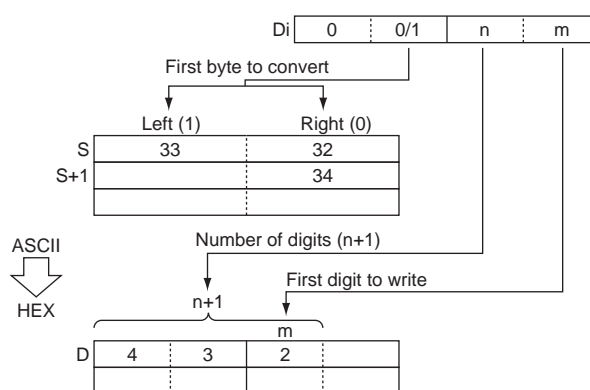 Di 0 0/1 n m
First byte to convert
Left (1) Right (0)
S 33 32
S+1 34
Number of digits (n+1)
ASCII
First digit to write
HEX
n+1
m
D 4 3 2